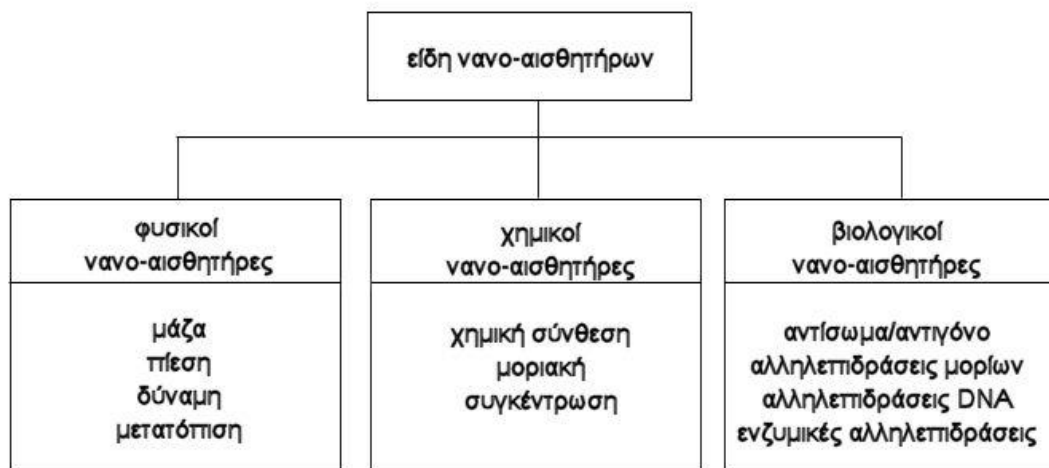 είδη νανο-αισθητήρων
φυσικοί
νανο-αισθητήρες
μάζα
πίεση
δύναμη
μετατόπιση
χημικοί
νανο-αισθητήρες
χημική σύνθεση
μοριακή
συγκέντρωση
βιολογικοί
νανο-αισθητήρες
αντίσωμα/αντιγόνο
αλληλεπιδράσεις μορίων
αλληλεπιδράσεις DNA
ενζυμικές αλληλεπιδράσεις